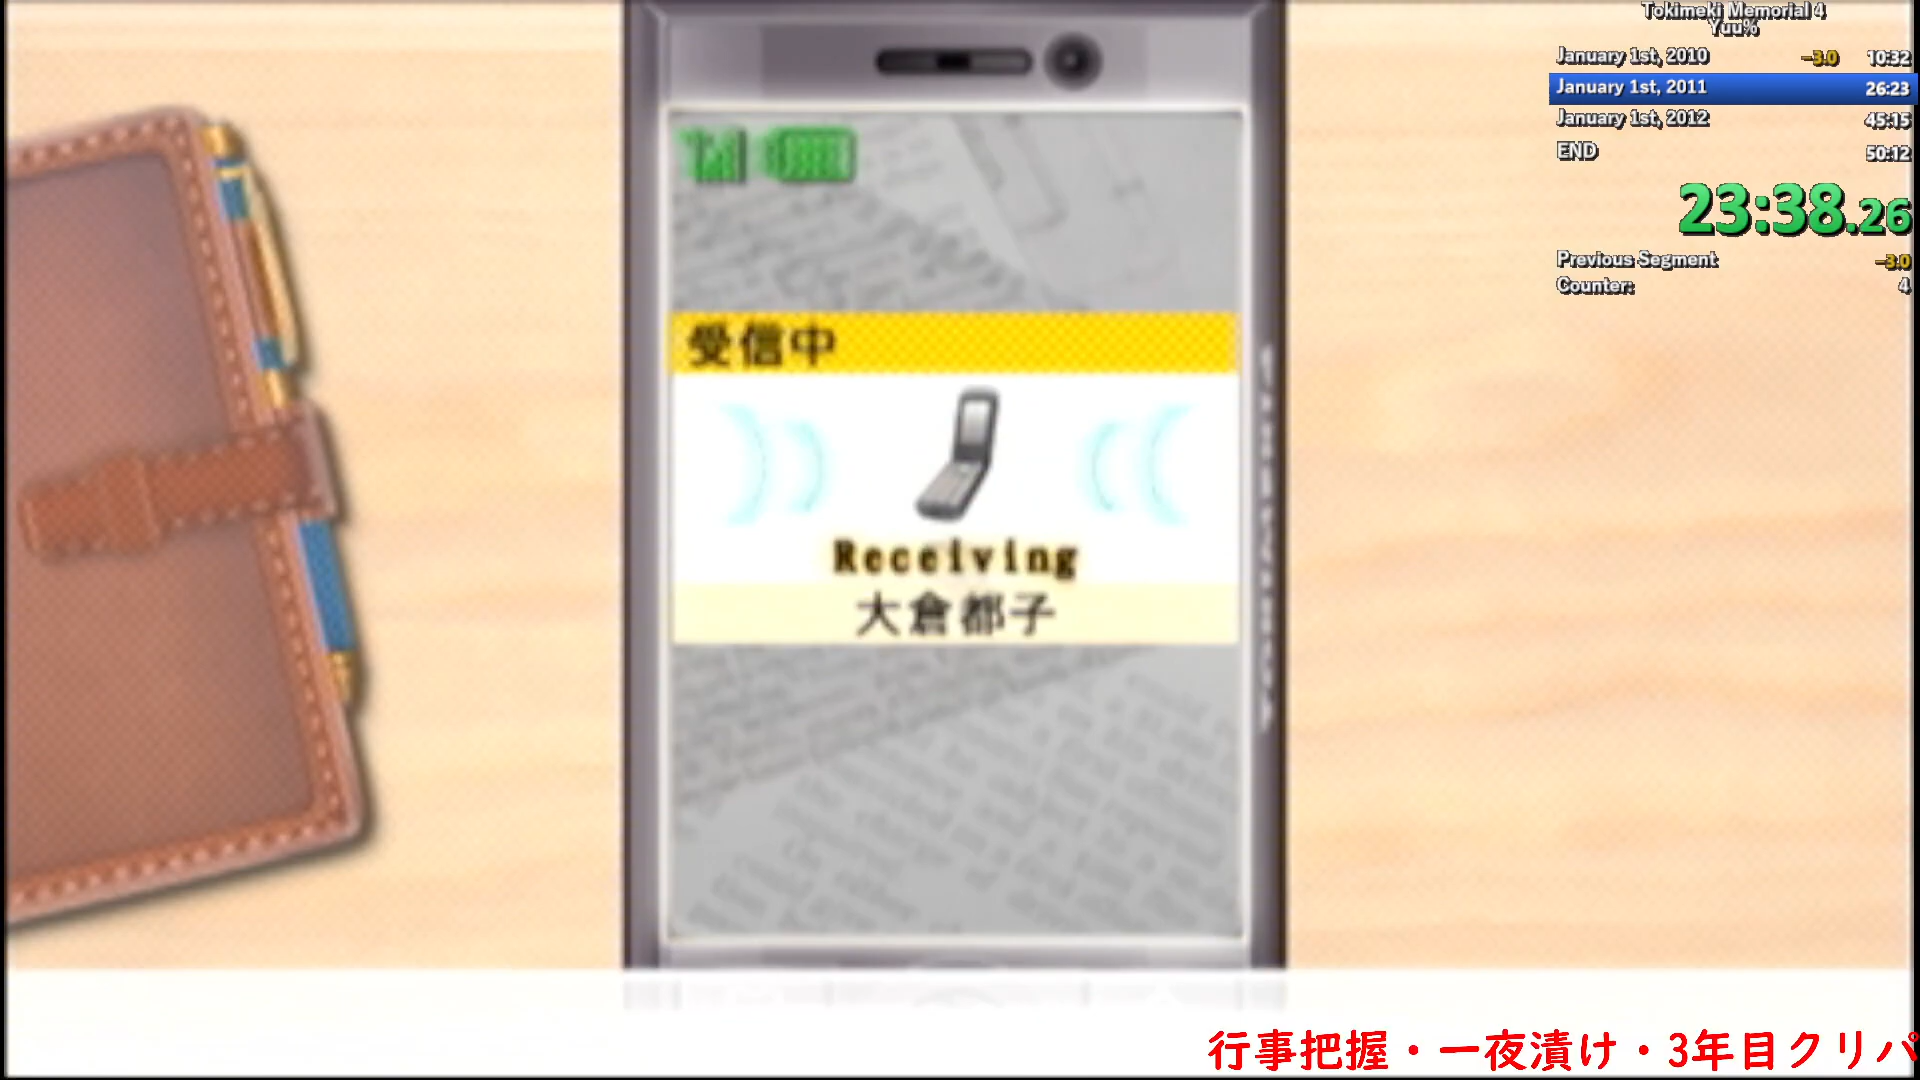 Tokimeki Memorial 4
Yuu%
January 1st, 2010 −3.0 10:32
January 1st, 2011 26:23
January 1st, 2012 45:15
END 50:12
23:38.26
Previous Segment −3.0
Counter: 4
受信中
Receiving
大倉都子
行事把握・一夜漬け・3年目クリパ